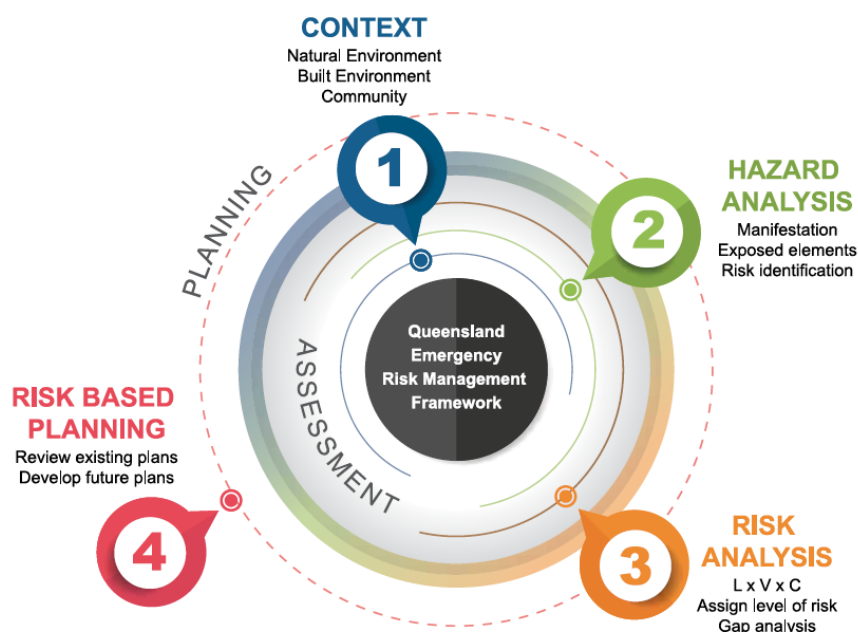 CONTEXT
Natural Environment
Built Environment
Community
1
PLANNING
HAZARD
ANALYSIS
Manifestation
Exposed elements
Risk identification
2
Queensland
Emergency
Risk Management
Framework
ASSESSMENT
RISK BASED
PLANNING
Review existing plans
Develop future plans
4
3
RISK
ANALYSIS
L x V x C
Assign level of risk
Gap analysis